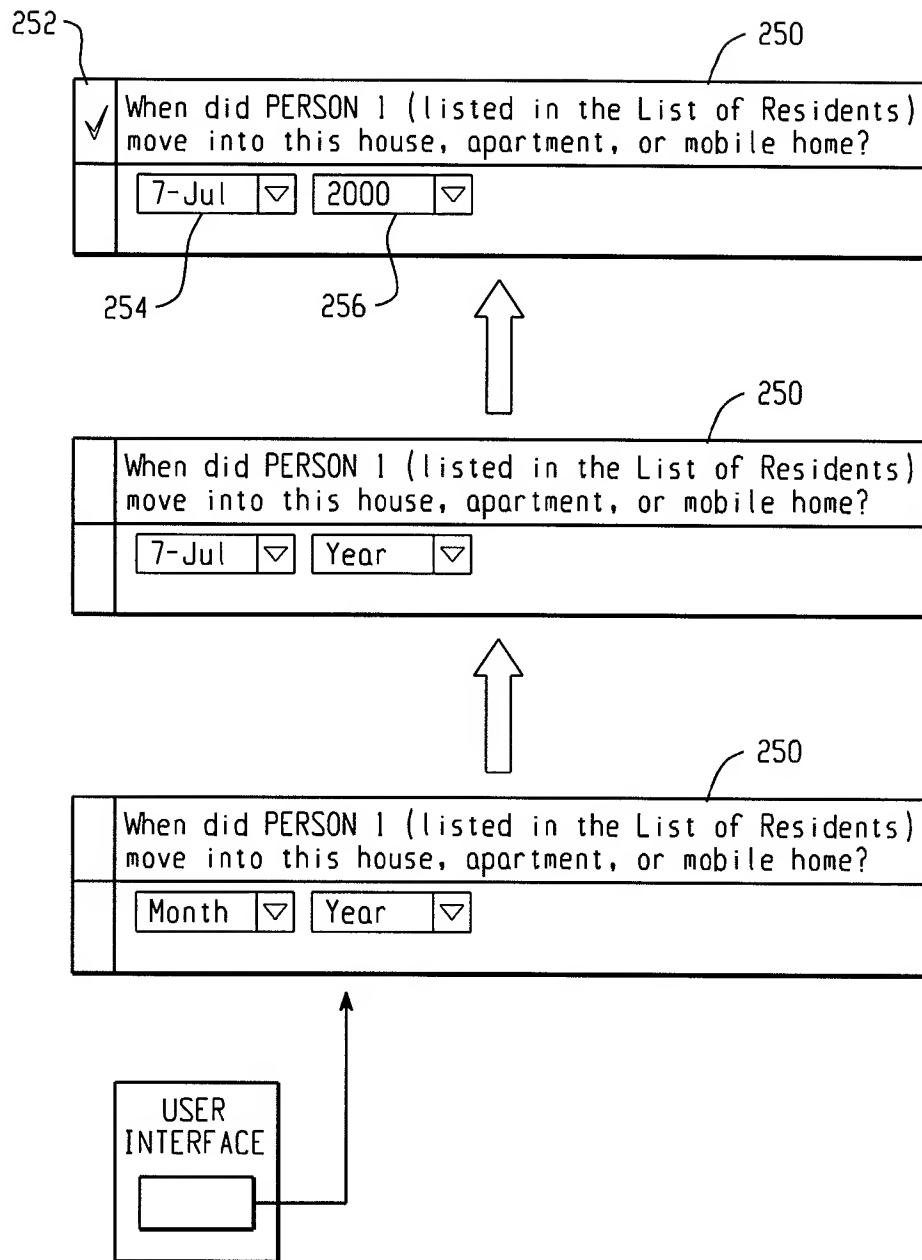 252
250
✓ When did PERSON 1 (listed in the List of Residents)
move into this house, apartment, or mobile home?
7-Jul 2000
254 256
250
When did PERSON 1 (listed in the List of Residents)
move into this house, apartment, or mobile home?
7-Jul Year
250
When did PERSON 1 (listed in the List of Residents)
move into this house, apartment, or mobile home?
Month Year
USER
INTERFACE